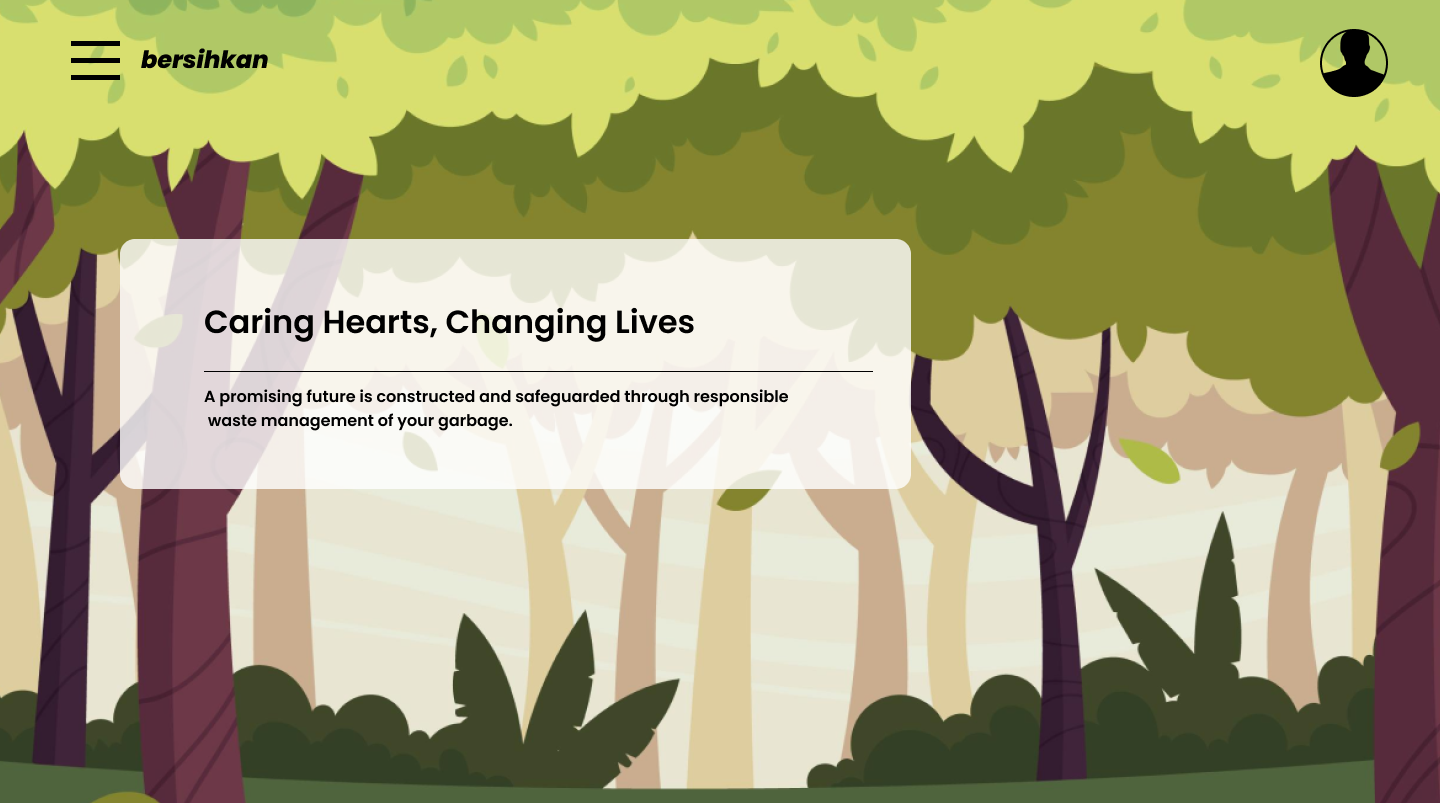 bersihkan
Caring Hearts, Changing Lives
A promising future is constructed and safeguarded through responsible
waste management of your garbage.